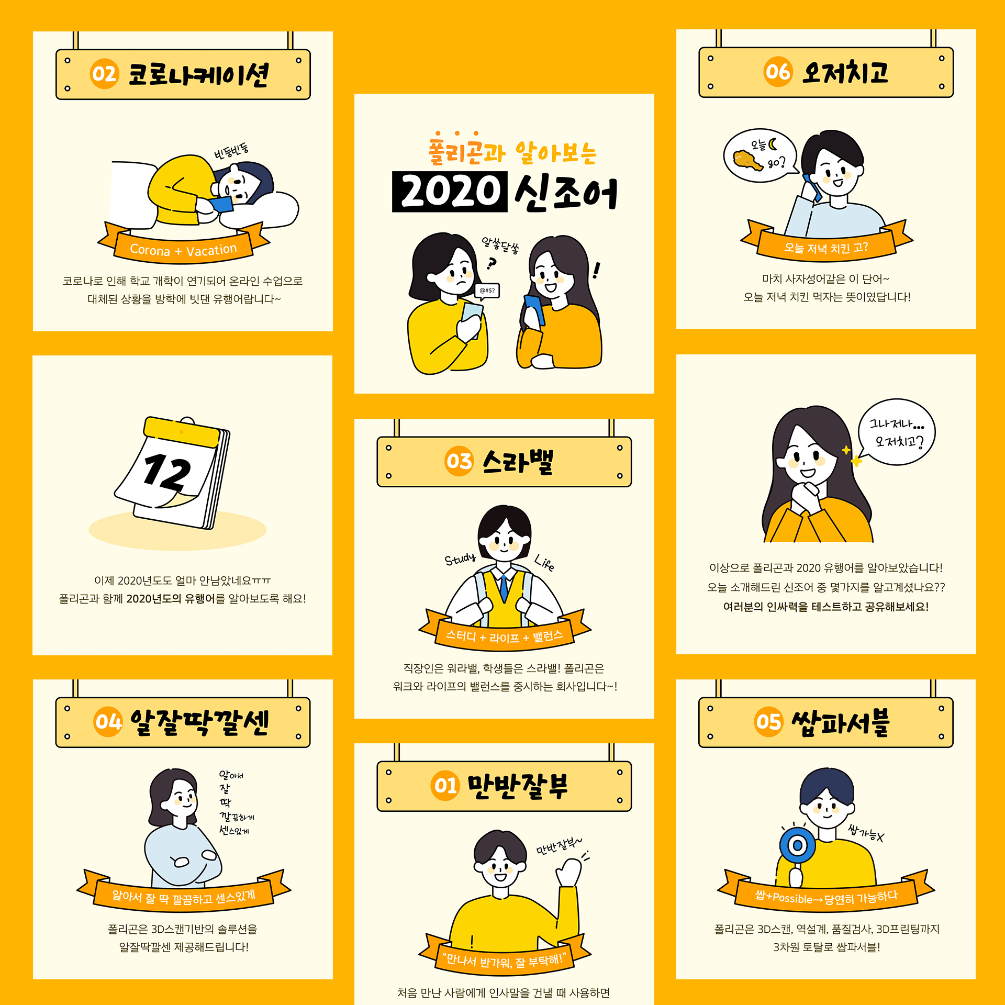 02 코로나케이션
빈둥빈둥
Corona + Vacation
코로나로 인해 학교 개학이 연기되어 온라인 수업으로
대체된 상황을 방학에 빗댄 유행어랍니다~
12
이제 2020년도도 얼마 안남았네요ㅠㅠ
폴리곤과 함께 2020년도의 유행어를 알아보도록 해요!
04 알잘딱깔센
알아서
잘
딱
깔끔하게
센스있게
알아서 잘 딱 깔끔하고 센스있게
폴리곤은 3D스캔기반의 솔루션을
알잘딱깔센 제공해드립니다!
폴리곤과 알아보는
2020 신조어
알쏭달쏭
?
@#$?
!
03 스라밸
Study Life
스터디 + 라이프 + 밸런스
직장인은 워라밸, 학생들은 스라밸! 폴리곤은
워크와 라이프의 밸런스를 중시하는 회사입니다~!
01 만반잘부
만반잘부~
"만나서 반가워, 잘 부탁해!"
처음 만난 사람에게 인사말을 건낼 때 사용하면
06 오저치고
오늘
go?
오늘 저녁 치킨 고?
마치 사자성어같은 이 단어~
오늘 저녁 치킨 먹자는 뜻이였답니다!
그나저나...
오저치고?
이상으로 폴리곤과 2020 유행어를 알아보았습니다!
오늘 소개해드린 신조어 중 몇가지를 알고계셨나요??
여러분의 인싸력을 테스트하고 공유해보세요!
05 쌉파서블
쌉가능X
쌉+Possible→당연히 가능하다
폴리곤은 3D스캔, 역설계, 품질검사, 3D프린팅까지
3차원 토탈로 쌉파서블!